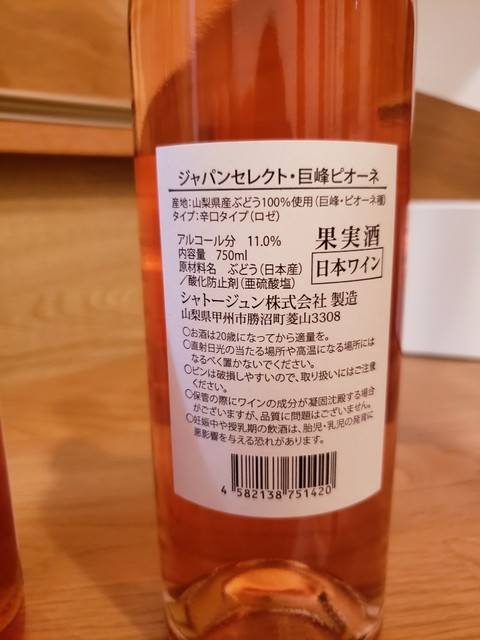 ジャパンセレクト・巨峰ピオーネ
産地:山梨県産ぶどう100%使用(巨峰・ピオーネ種)
タイプ:辛口タイプ(ロゼ)
アルコール分 11.0%
内容量 750ml
原材料名 ぶどう(日本産)
/酸化防止剤(亜硫酸塩)
果実酒
日本ワイン
シャトージュン株式会社 製造
山梨県甲州市勝沼町菱山3308
○お酒は20歳になってから適量を。
○直射日光の当たる場所や高温になる場所には
なるべく置かないでください。
○ビンは破損しやすいので、取り扱いにはご注意
ください。
○保管の際にワインの成分が凝固沈殿する場合
がございますが、品質に問題はございません。
○妊娠中や授乳期の飲酒は、胎児・乳児の発育に
悪影響を与える恐れがあります。
4 582138 751420